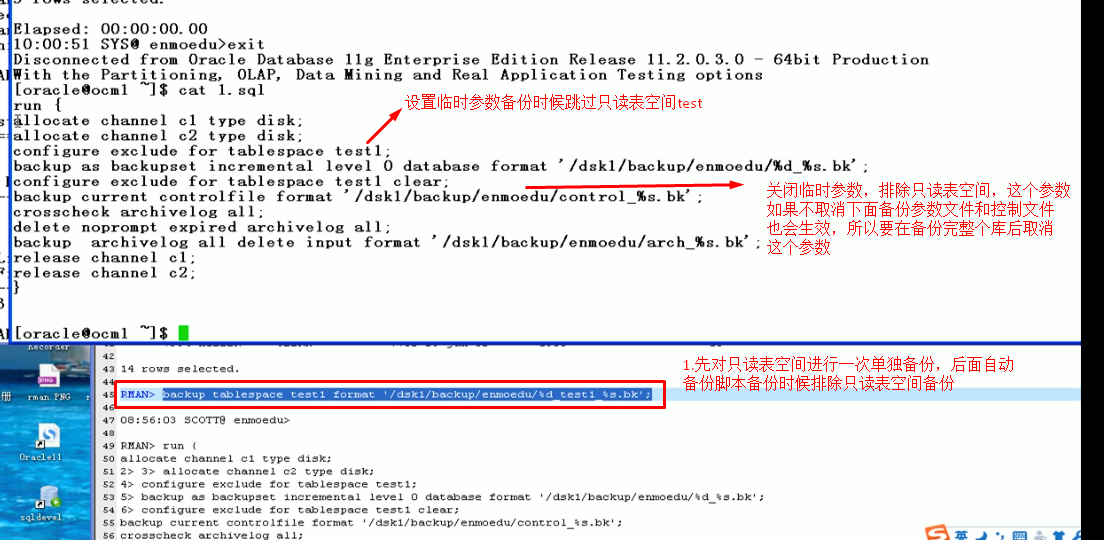 rows selected.
Elapsed: 00:00:00.00
10:00:51 SYS@ enmoedu>exit
Disconnected from Oracle Database 11g Enterprise Edition Release 11.2.0.3.0 - 64bit Production
With the Partitioning, OLAP, Data Mining and Real Application Testing options
[oracle@ocm1 ~]$ cat 1.sql
run {
allocate channel c1 type disk;
allocate channel c2 type disk;
configure exclude for tablespace test1;
backup as backupset incremental level 0 database format '/dsk1/backup/enmoedu/%d_%s.bk';
configure exclude for tablespace test1 clear;
backup current controlfile format '/dsk1/backup/enmoedu/control_%s.bk';
crosscheck archivelog all;
delete noprompt expired archivelog all;
backup  archivelog all delete input format '/dsk1/backup/enmoedu/arch_%s.bk';
release channel c1;
release channel c2;
}
[oracle@ocm1 ~]$
设置临时参数备份时候跳过只读表空间test
关闭临时参数，排除只读表空间，这个参数
如果不取消下面备份参数文件和控制文件
也会生效，所以要在备份完整个库后取消
这个参数
Recorder
rman.PNG
Oracle11...
sqldevel...
42
43 14 rows selected.
44
45 RMAN> backup tablespace test1 format '/dsk1/backup/enmoedu/%d_test1_%s.bk';
46
47 08:56:03 SCOTT@ enmoedu>
48
49 RMAN> run {
50 allocate channel c1 type disk;
51 2> 3> allocate channel c2 type disk;
52 4> configure exclude for tablespace test1;
53 5> backup as backupset incremental level 0 database format '/dsk1/backup/enmoedu/%d_%s.bk';
54 6> configure exclude for tablespace test1 clear;
55 backup current controlfile format '/dsk1/backup/enmoedu/control_%s.bk';
56 crosscheck archivelog all;
1.先对只读表空间进行一次单独备份，后面自动
备份脚本备份时候排除只读表空间备份
英